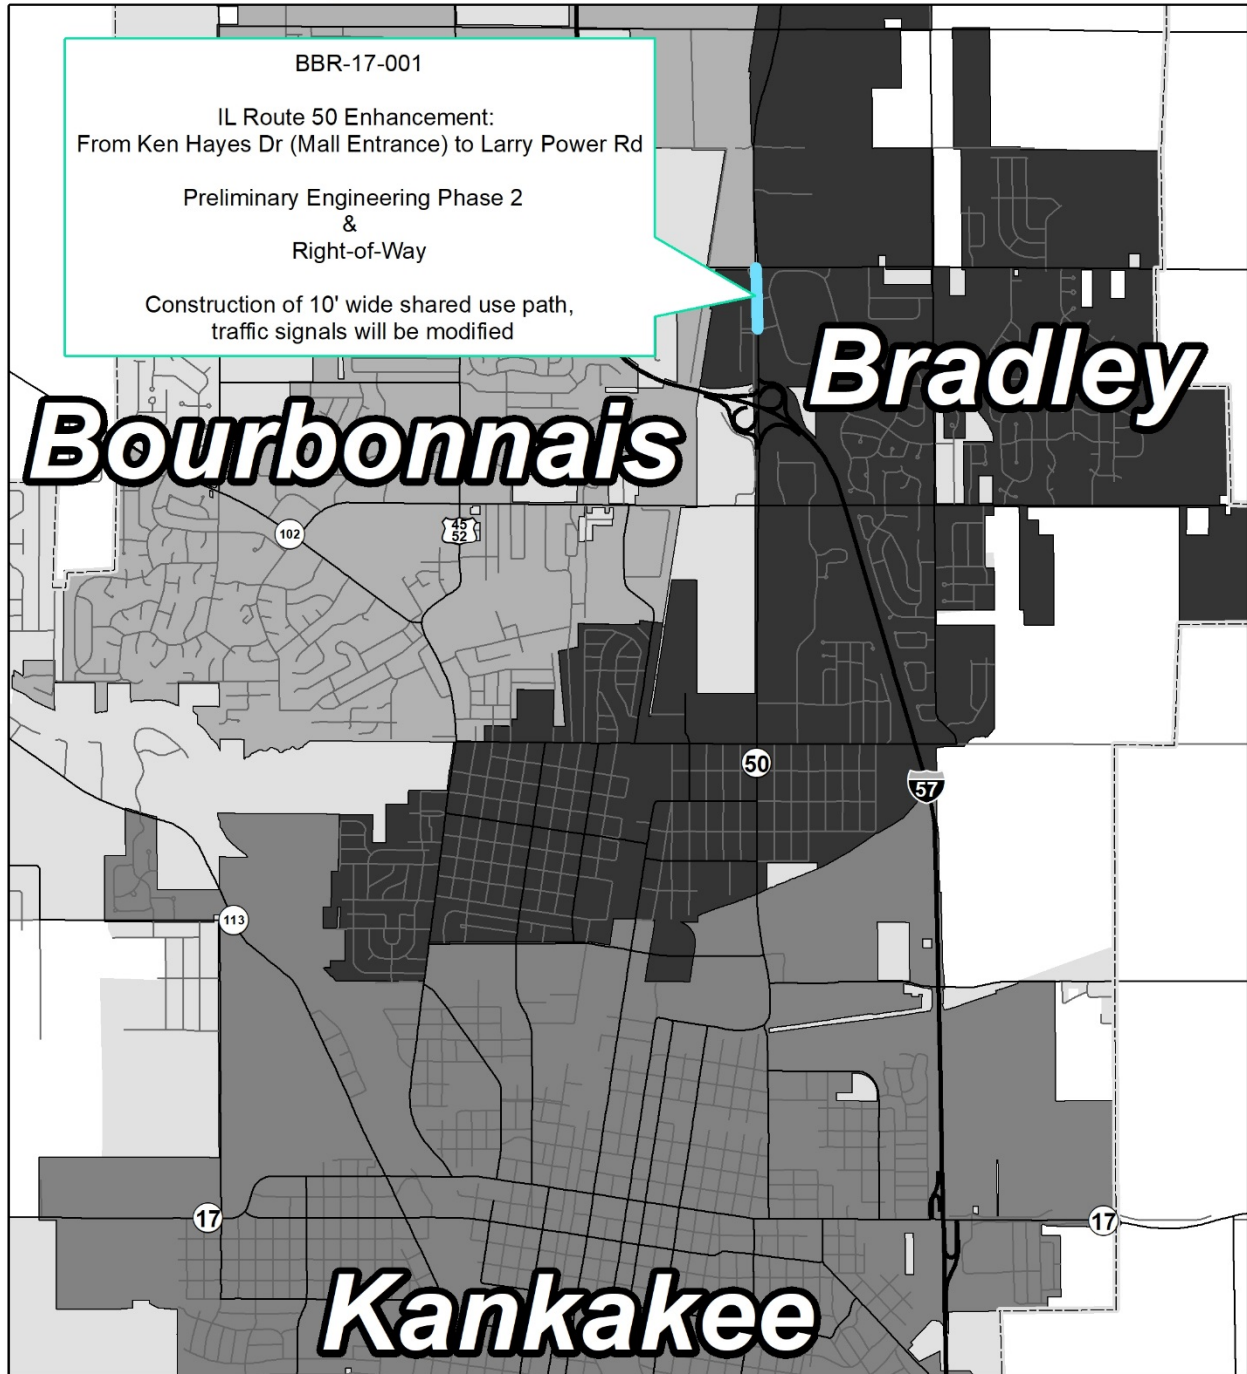 BBR-17-001
IL Route 50 Enhancement:
From Ken Hayes Dr (Mall Entrance) to Larry Power Rd
Preliminary Engineering Phase 2
&
Right-of-Way
Construction of 10' wide shared use path,
traffic signals will be modified
Bradley
Bourbonnais
102
45
52
50
57
113
17
17
Kankakee